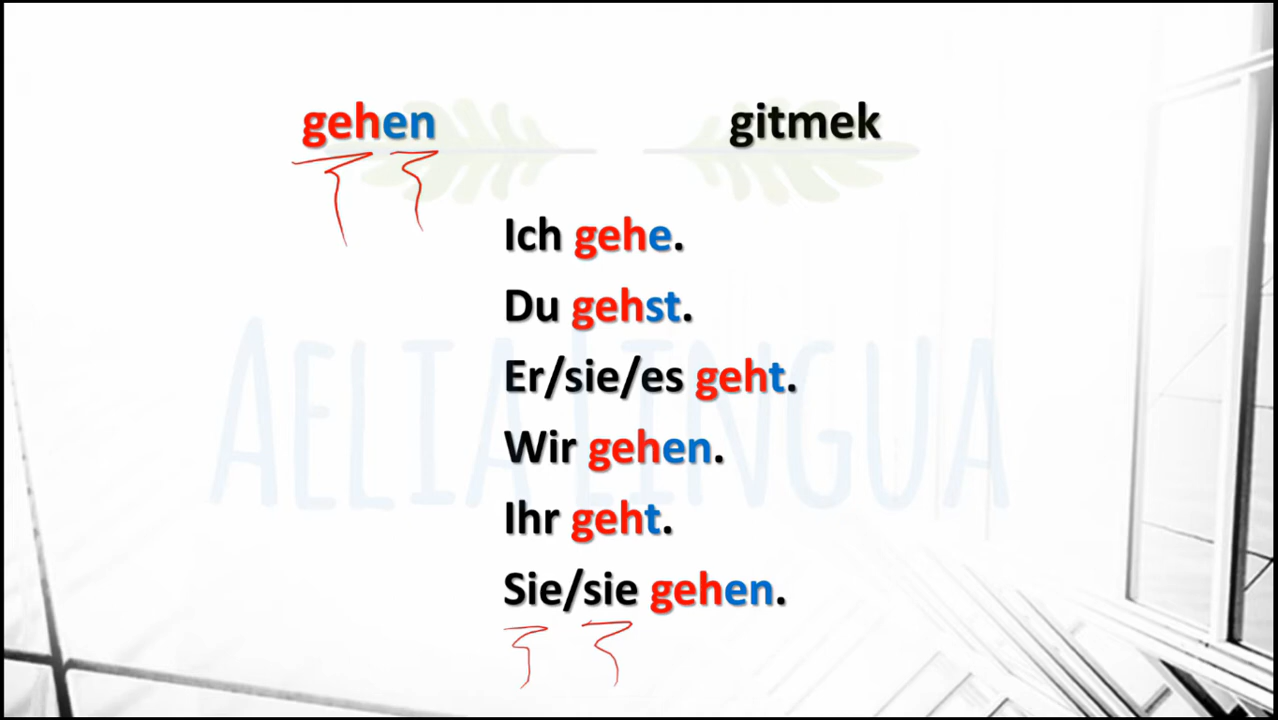 gehen gitmek
Ich gehe.
Du gehst.
Er/sie/es geht.
Wir gehen.
Ihr geht.
Sie/sie gehen.
AELIA LINGUA